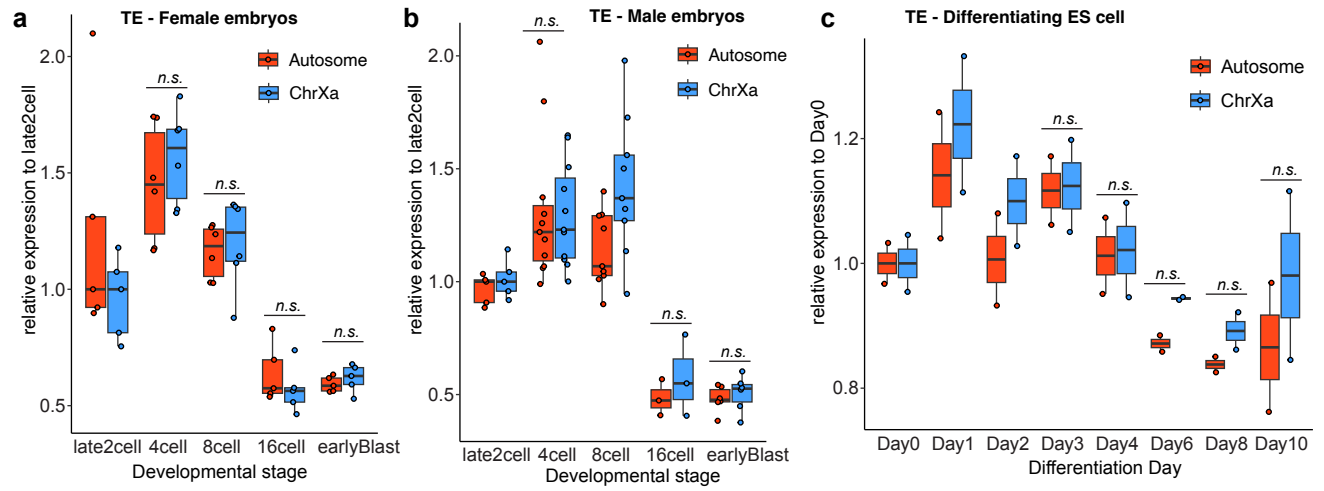 a
TE - Female embryos
relative expression to late2cell
2.0
1.5
1.0
0.5
n.s.
n.s.
n.s.
n.s.
Autosome
ChrXa
late2cell 4cell 8cell 16cell earlyBlast
Developmental stage
b
TE - Male embryos
relative expression to late2cell
2.0
1.5
1.0
0.5
n.s.
n.s.
n.s.
Autosome
ChrXa
late2cell 4cell 8cell 16cell earlyBlast
Developmental stage
c
TE - Differentiating ES cell
relative expression to Day0
1.2
1.0
0.8
n.s.
n.s.
n.s.
n.s.
n.s.
Autosome
ChrXa
Day0 Day1 Day2 Day3 Day4 Day6 Day8 Day10
Differentiation Day